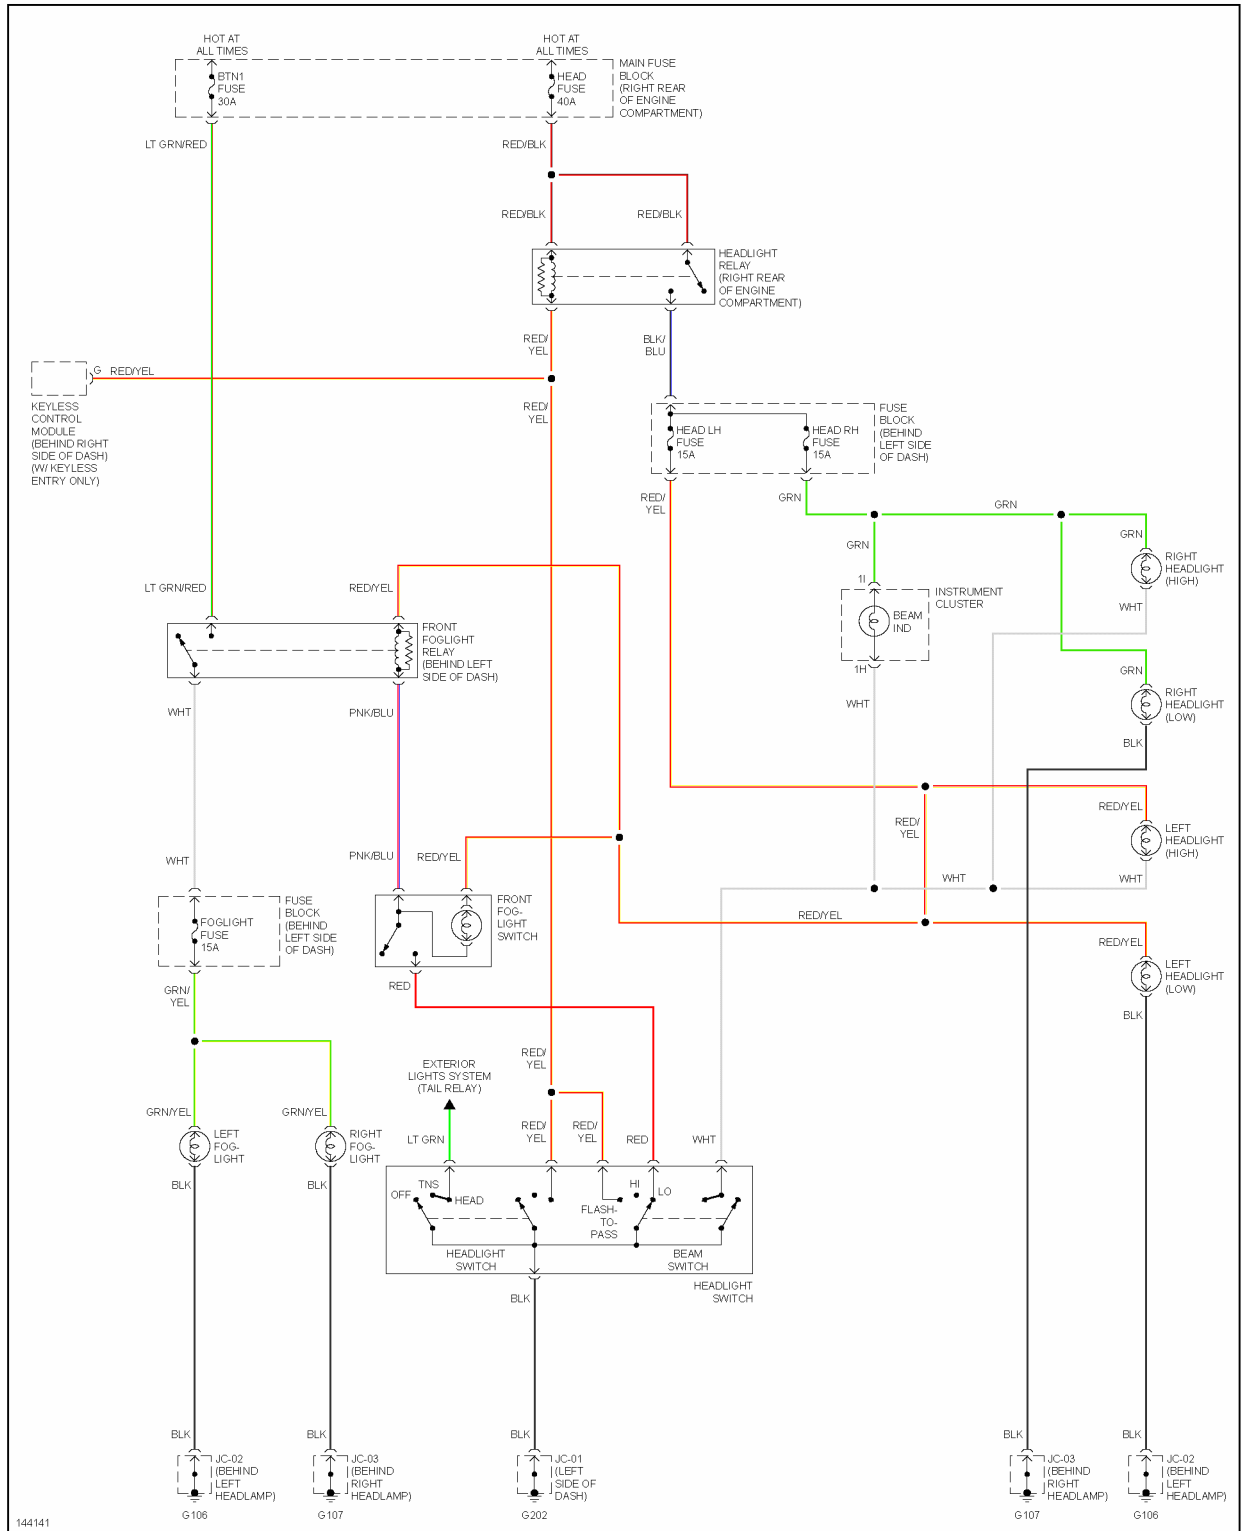 HOT AT
ALL TIMES
HOT AT
ALL TIMES
BTN1
FUSE
30A
HEAD
FUSE
40A
MAIN FUSE
BLOCK
(RIGHT REAR
OF ENGINE
COMPARTMENT)
LT GRN/RED
RED/BLK
RED/BLK
RED/BLK
HEADLIGHT
RELAY
(RIGHT REAR
OF ENGINE
COMPARTMENT)
RED/
YEL
BLK/
BLU
G
RED/YEL
KEYLESS
CONTROL
MODULE
(BEHIND RIGHT
SIDE OF DASH)
(W/ KEYLESS
ENTRY ONLY)
RED/
YEL
HEAD LH
FUSE
15A
HEAD RH
FUSE
15A
FUSE
BLOCK
(BEHIND
LEFT SIDE
OF DASH)
RED/
YEL
GRN
GRN
GRN
GRN
RIGHT
HEADLIGHT
(HIGH)
LT GRN/RED
RED/YEL
1I
INSTRUMENT
CLUSTER
BEAM
IND
WHT
FRONT
FOGLIGHT
RELAY
(BEHIND LEFT
SIDE OF DASH)
1H
GRN
WHT
PNK/BLU
WHT
RIGHT
HEADLIGHT
(LOW)
BLK
RED/YEL
RED/
YEL
LEFT
HEADLIGHT
(HIGH)
WHT
PNK/BLU
RED/YEL
WHT
WHT
FUSE
BLOCK
(BEHIND
LEFT SIDE
OF DASH)
FOGLIGHT
FUSE
15A
FRONT
FOG-
LIGHT
SWITCH
RED/YEL
RED/YEL
LEFT
HEADLIGHT
(LOW)
GRN/
YEL
RED
BLK
EXTERIOR
LIGHTS SYSTEM
(TAIL RELAY)
RED/
YEL
GRN/YEL
GRN/YEL
LEFT
FOG-
LIGHT
RIGHT
FOG-
LIGHT
LT GRN
RED/
YEL
RED/
YEL
RED
WHT
BLK
BLK
OFF
TNS
HEAD
FLASH-
TO-
PASS
HI
LO
HEADLIGHT
SWITCH
BEAM
SWITCH
HEADLIGHT
SWITCH
BLK
BLK
BLK
BLK
BLK
BLK
JC-02
(BEHIND
LEFT
HEADLAMP)
G106
JC-03
(BEHIND
RIGHT
HEADLAMP)
G107
JC-01
(LEFT
SIDE OF
DASH)
G202
JC-03
(BEHIND
RIGHT
HEADLAMP)
G107
JC-02
(BEHIND
LEFT
HEADLAMP)
G106
144141